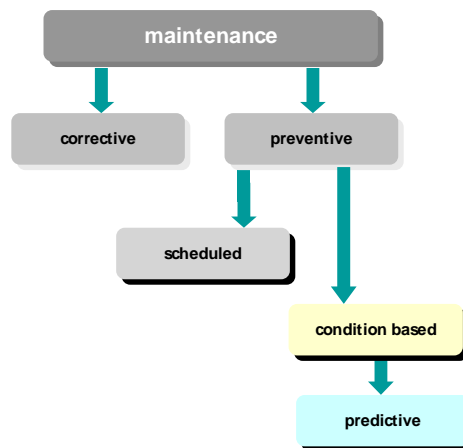 maintenance
corrective
preventive
scheduled
condition based
predictive